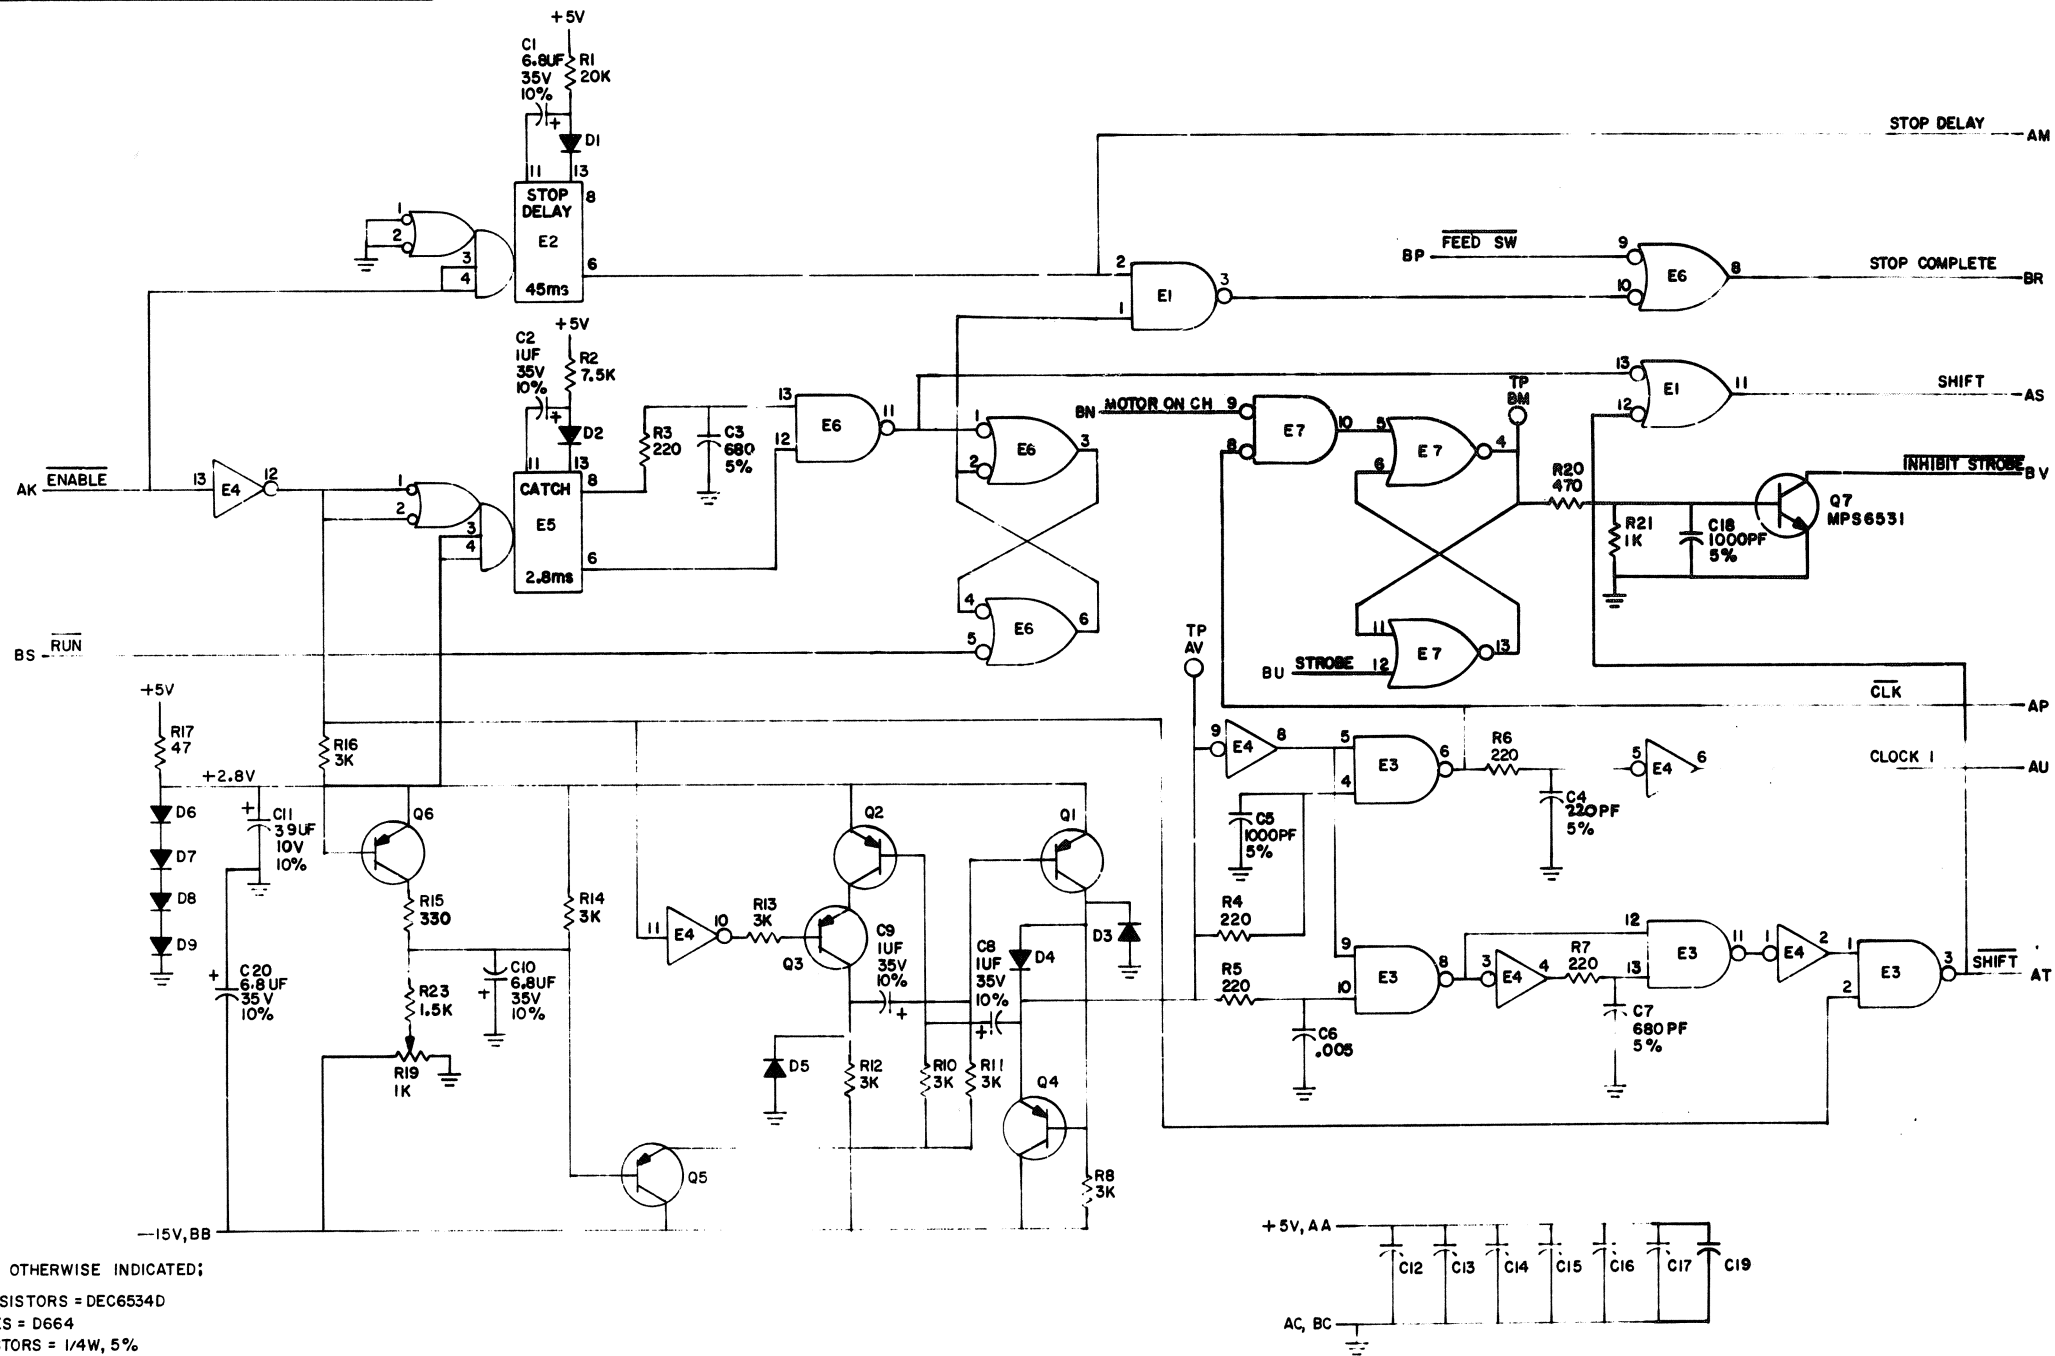 +5V
C1
6.8UF
35V
10%
R1
20K
+
D1
11
13
STOP
DELAY
E2
45ms
8
6
1
2
3
4
STOP DELAY
AM
2
1
E1
3
BP
FEED SW
9
10
E6
8
STOP COMPLETE
BR
+5V
C2
1UF
35V
10%
R2
7.5K
+
D2
11
13
CATCH
E5
2.8ms
8
6
1
2
3
4
AK
ENABLE
13
E4
12
R3
220
C3
680
5%
13
12
E6
11
1
2
E6
3
4
5
E6
6
BS
RUN
BN
MOTOR ON CH
9
8
E7
10
5
6
E7
4
TP
BM
11
12
E7
13
BU
STROBE
R20
470
R21
1K
C18
1000PF
5%
Q7
MPS6531
INHIBIT STROBE
BV
13
12
E1
11
SHIFT
AS
+5V
R17
47
+2.8V
D6
D7
D8
D9
+
C11
39UF
10V
10%
+
C20
6.8UF
35V
10%
R16
3K
Q6
R15
330
R23
1.5K
R19
1K
C10
6.8UF
35V
10%
+
R14
3K
11
E4
10
R13
3K
Q2
Q3
C9
1UF
35V
10%
+
C8
1UF
35V
10%
+
Q1
D3
D4
D5
R12
3K
R10
3K
R11
3K
Q4
Q5
R8
3K
—15V, BB
TP
AV
9
E4
8
5
4
E3
6
R6
220
C4
220PF
5%
5
E4
6
CLK
AP
CLOCK 1
AU
C5
1000PF
5%
R4
220
R5
220
C6
.005
9
10
E3
8
3
E4
4
R7
220
C7
680PF
5%
12
13
E3
11
1
E4
2
1
2
E3
3
SHIFT
AT
+5V, AA
C12
C13
C14
C15
C16
C17
C19
AC, BC
OTHERWISE INDICATED;
SISTORS = DEC6534D
ES = D664
TORS = 1/4W, 5%